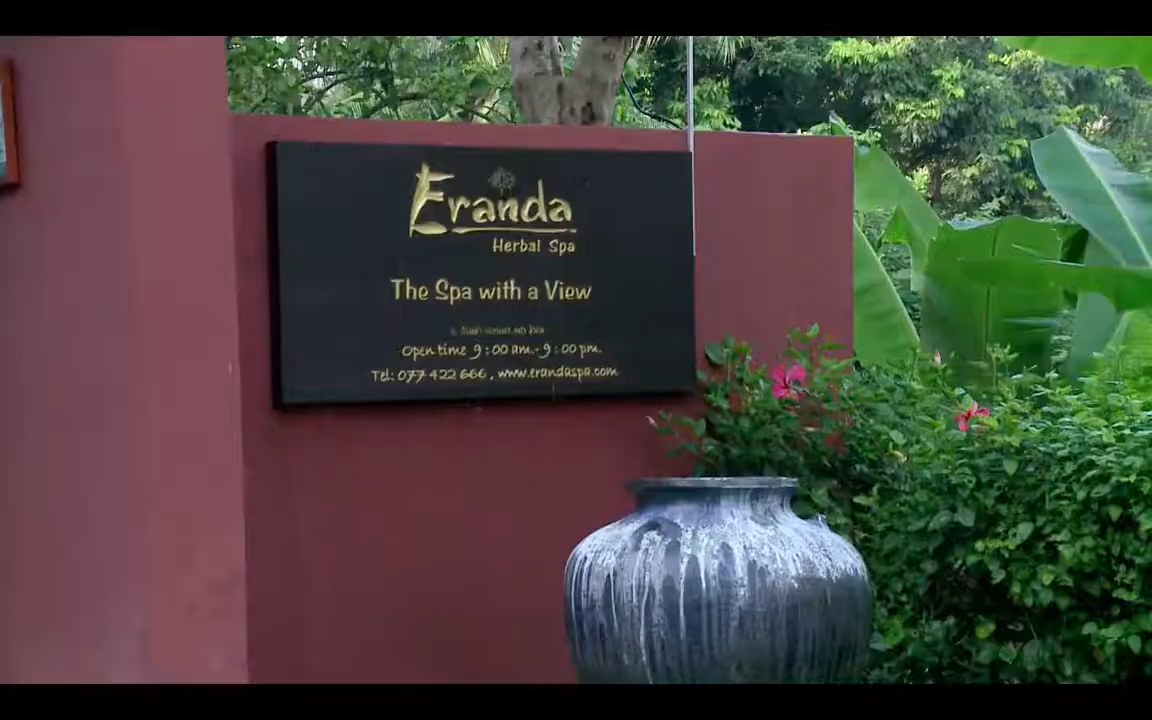 Eranda
Herbal Spa
The Spa with a View
Open time 9:00 am.-9:00 pm.
Tel: 077 422 666, www.erandaspa.com